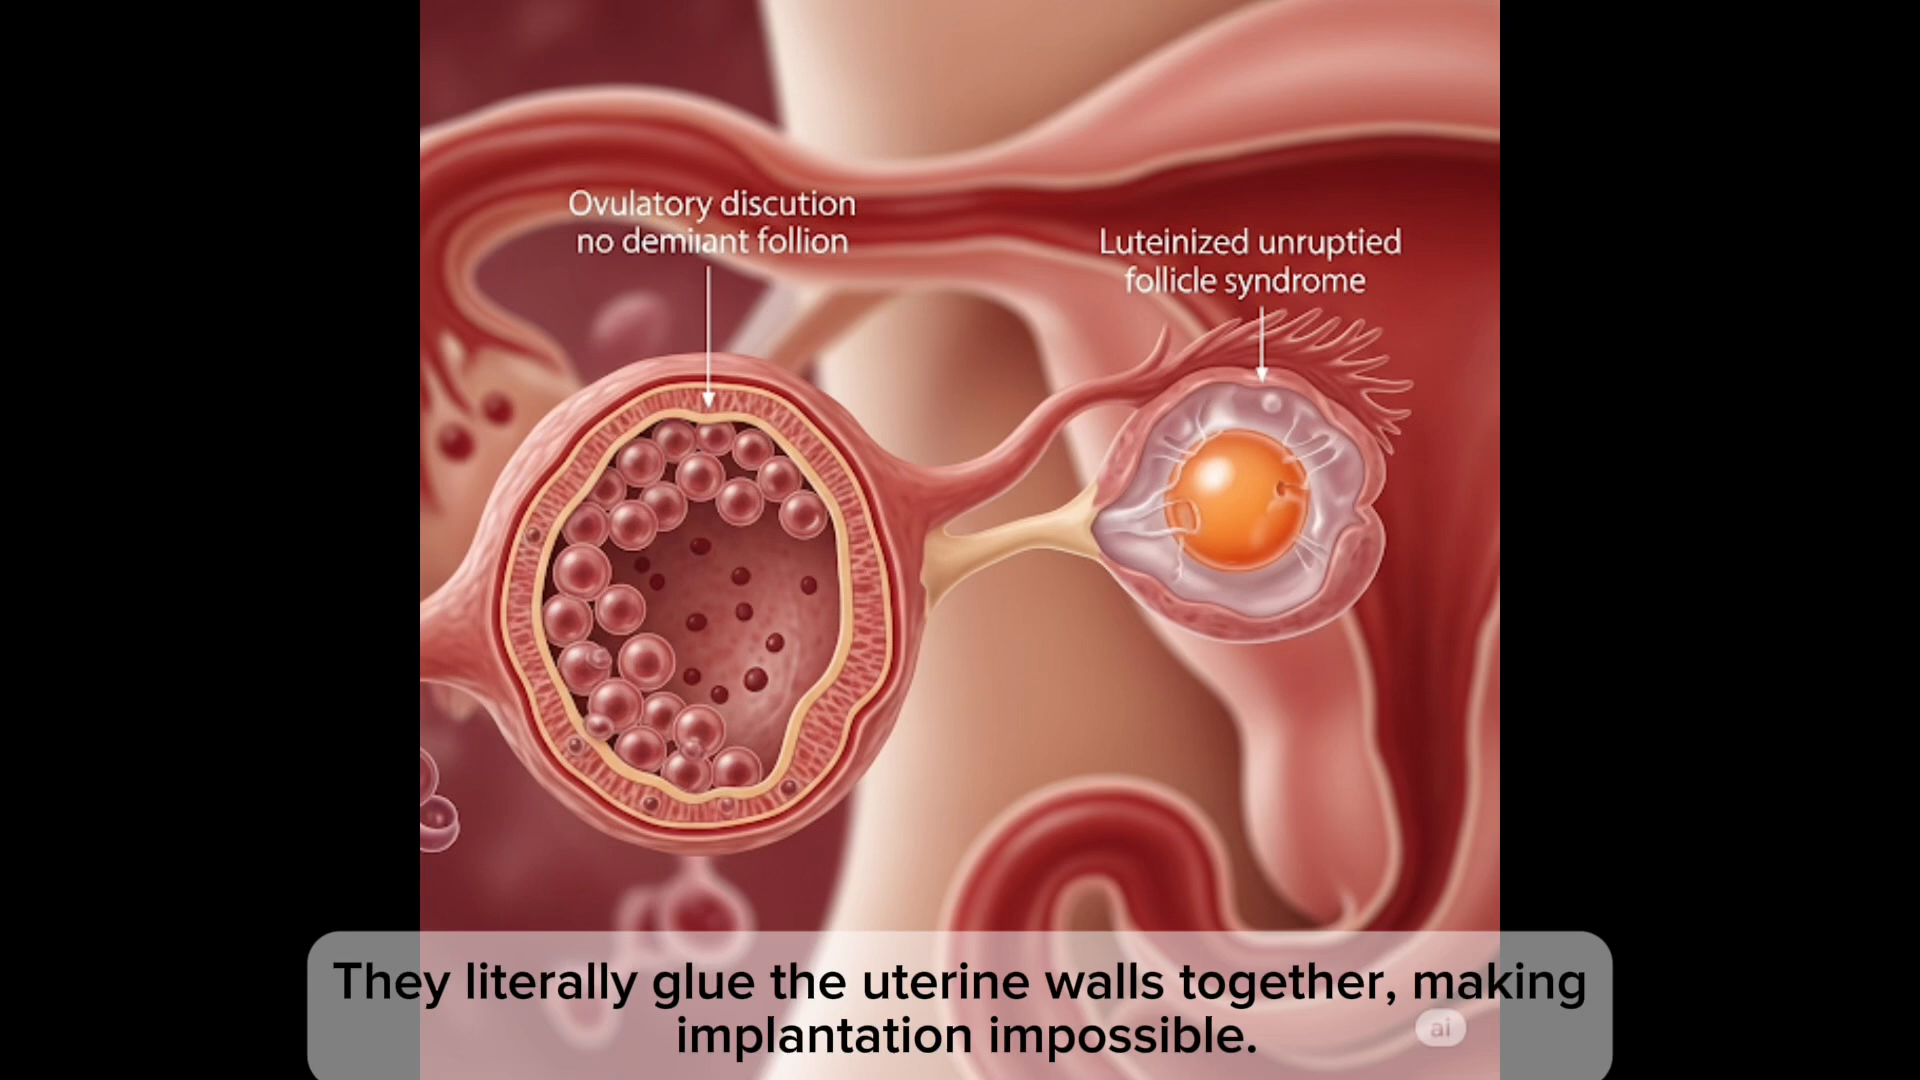 Ovulatory discution
no demiiant follion
Luteinized unruptied
follicle syndrome
They literally glue the uterine walls together, making
implantation impossible.
ai